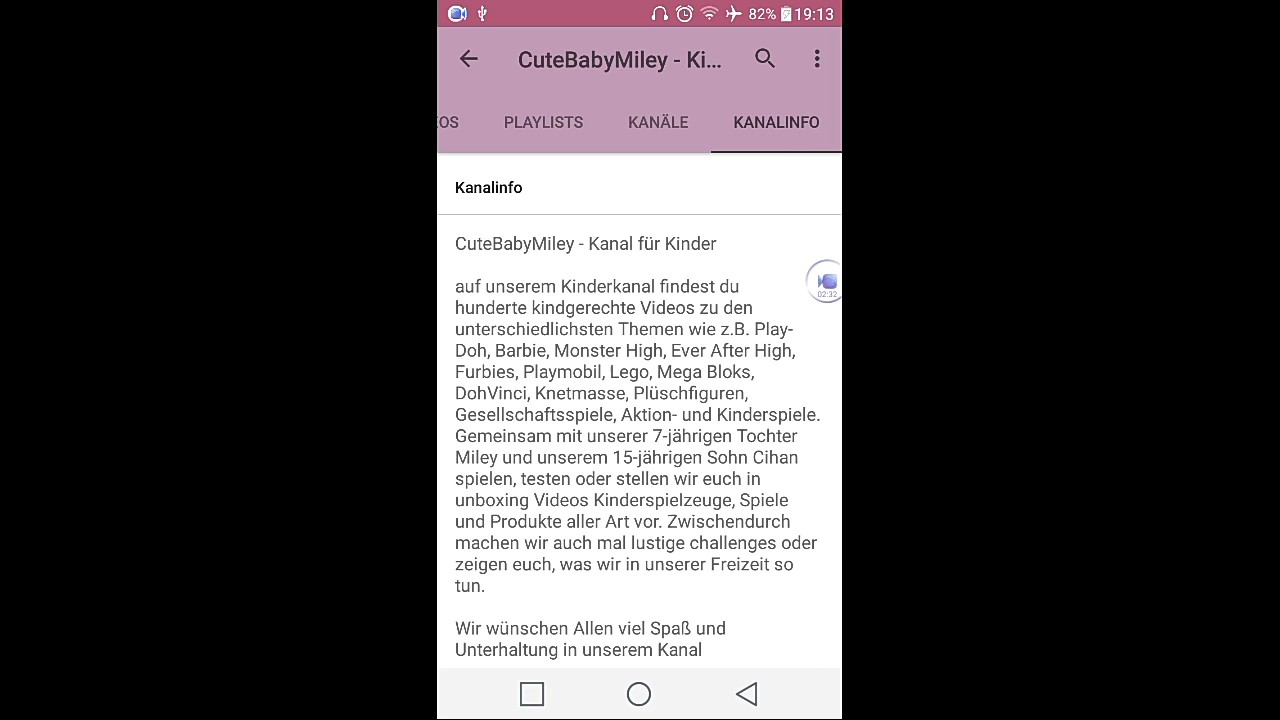 82% 19:13
CuteBabyMiley - Ki...
EOS PLAYLISTS KANÄLE KANALINFO
Kanalinfo
CuteBabyMiley - Kanal für Kinder
auf unserem Kinderkanal findest du
hunderte kindgerechte Videos zu den
unterschiedlichsten Themen wie z.B. Play-
Doh, Barbie, Monster High, Ever After High,
Furbies, Playmobil, Lego, Mega Bloks,
DohVinci, Knetmasse, Plüschfiguren,
Gesellschaftsspiele, Aktion- und Kinderspiele.
Gemeinsam mit unserer 7-jährigen Tochter
Miley und unserem 15-jährigen Sohn Cihan
spielen, testen oder stellen wir euch in
unboxing Videos Kinderspielzeuge, Spiele
und Produkte aller Art vor. Zwischendurch
machen wir auch mal lustige challenges oder
zeigen euch, was wir in unserer Freizeit so
tun.
Wir wünschen Allen viel Spaß und
Unterhaltung in unserem Kanal
02:32